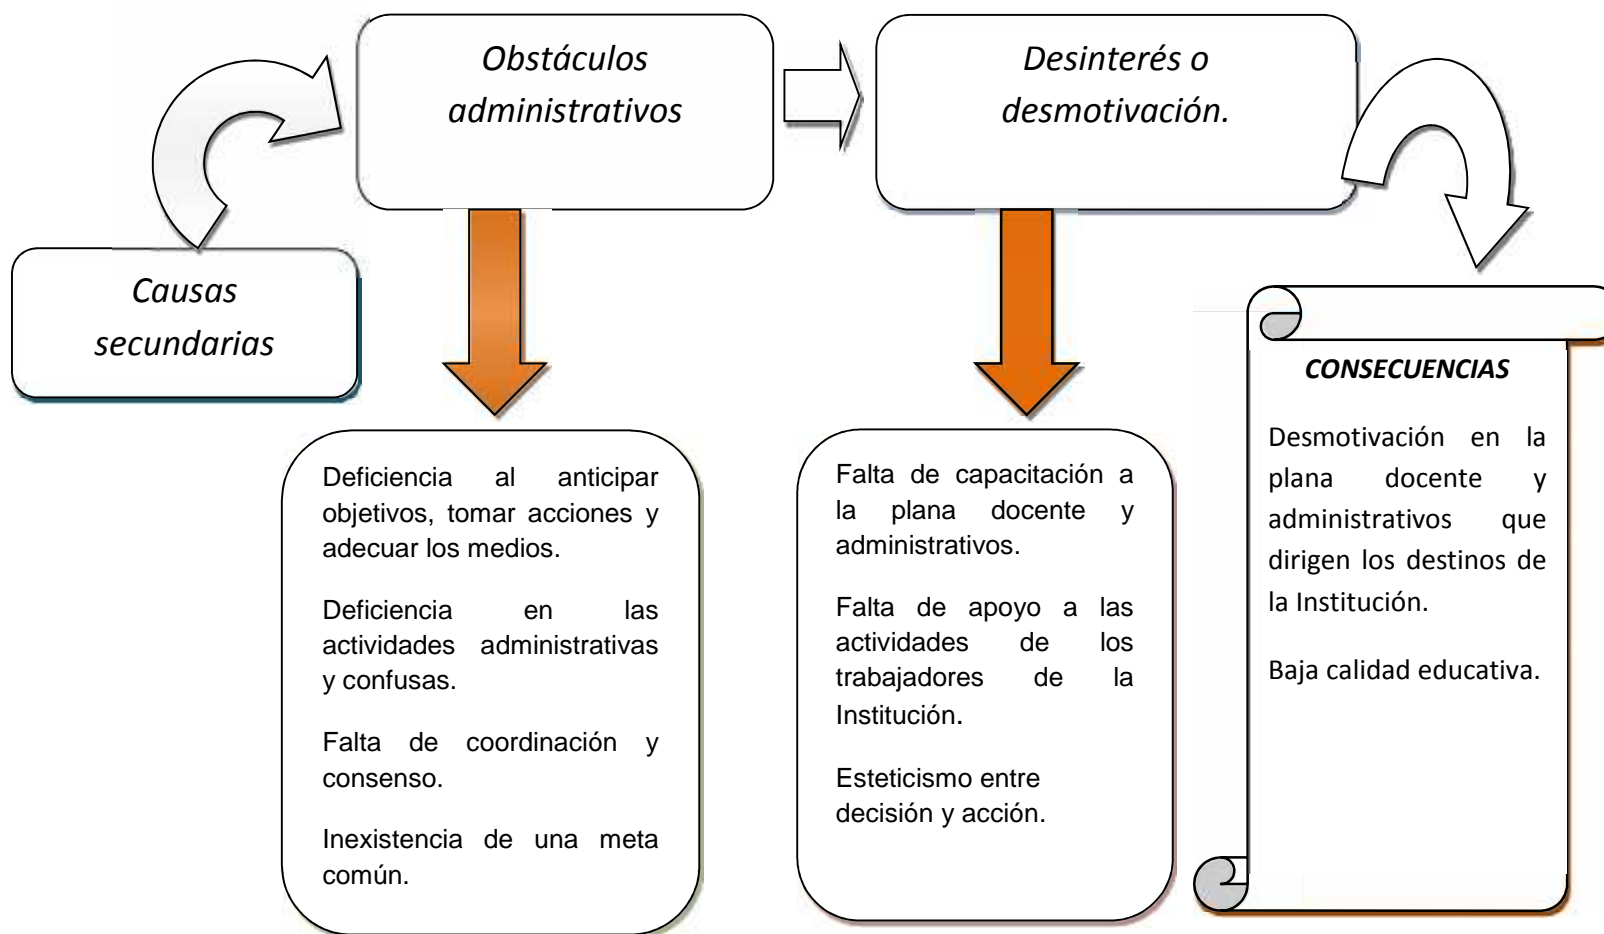 Obstáculos
administrativos
Desinterés o
desmotivación.
Causas
secundarias
Deficiencia al anticipar
objetivos, tomar acciones y
adecuar los medios.
Deficiencia en las
actividades administrativas
y confusas.
Falta de coordinación y
consenso.
Inexistencia de una meta
común.
Falta de capacitación a
la plana docente y
administrativos.
Falta de apoyo a las
actividades de los
trabajadores de la
Institución.
Esteticismo entre
decisión y acción.
CONSECUENCIAS
Desmotivación en la
plana docente y
administrativos que
dirigen los destinos de
la Institución.
Baja calidad educativa.